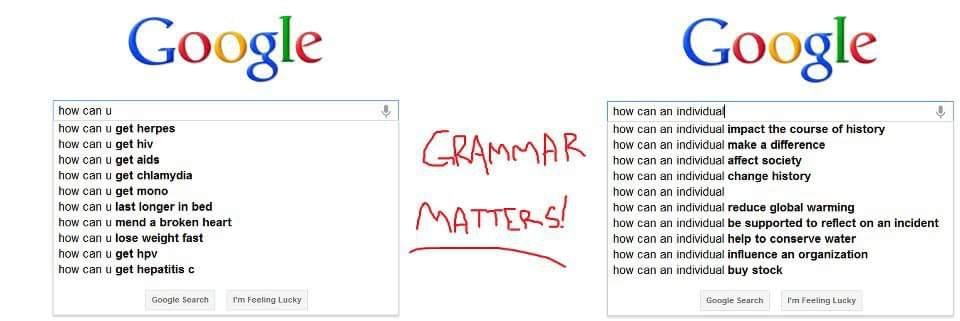 Google
how can u
how can u get herpes
how can u get hiv
how can u get aids
how can u get chlamydia
how can u get mono
how can u last longer in bed
how can u mend a broken heart
how can u lose weight fast
how can u get hpv
how can u get hepatitis c
Google Search
I'm Feeling Lucky
GRAMMAR
MATTERS!
Google
how can an individual
how can an individual impact the course of history
how can an individual make a difference
how can an individual affect society
how can an individual change history
how can an individual
how can an individual reduce global warming
how can an individual be supported to reflect on an incident
how can an individual help to conserve water
how can an individual influence an organization
how can an individual buy stock
Google Search
I'm Feeling Lucky